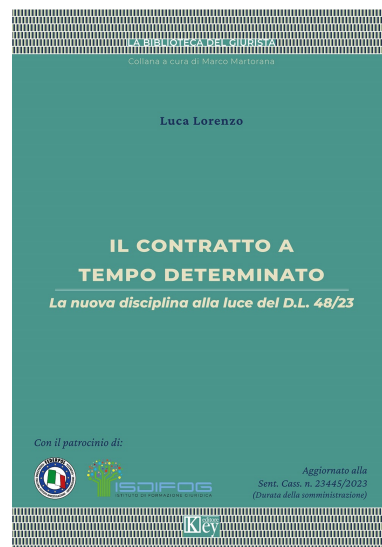 LA BIBLIOTECA DEL GIURISTA
Collana a cura di Marco Martorana
Luca Lorenzo
IL CONTRATTO A
TEMPO DETERMINATO
La nuova disciplina alla luce del D.L. 48/23
Con il patrocinio di:
ISDIFOG
ISTITUTO DI FORMAZIONE GIURIDICA
Aggiornato alla
Sent. Cass. n. 23445/2023
(Durata della somministrazione)
Kley